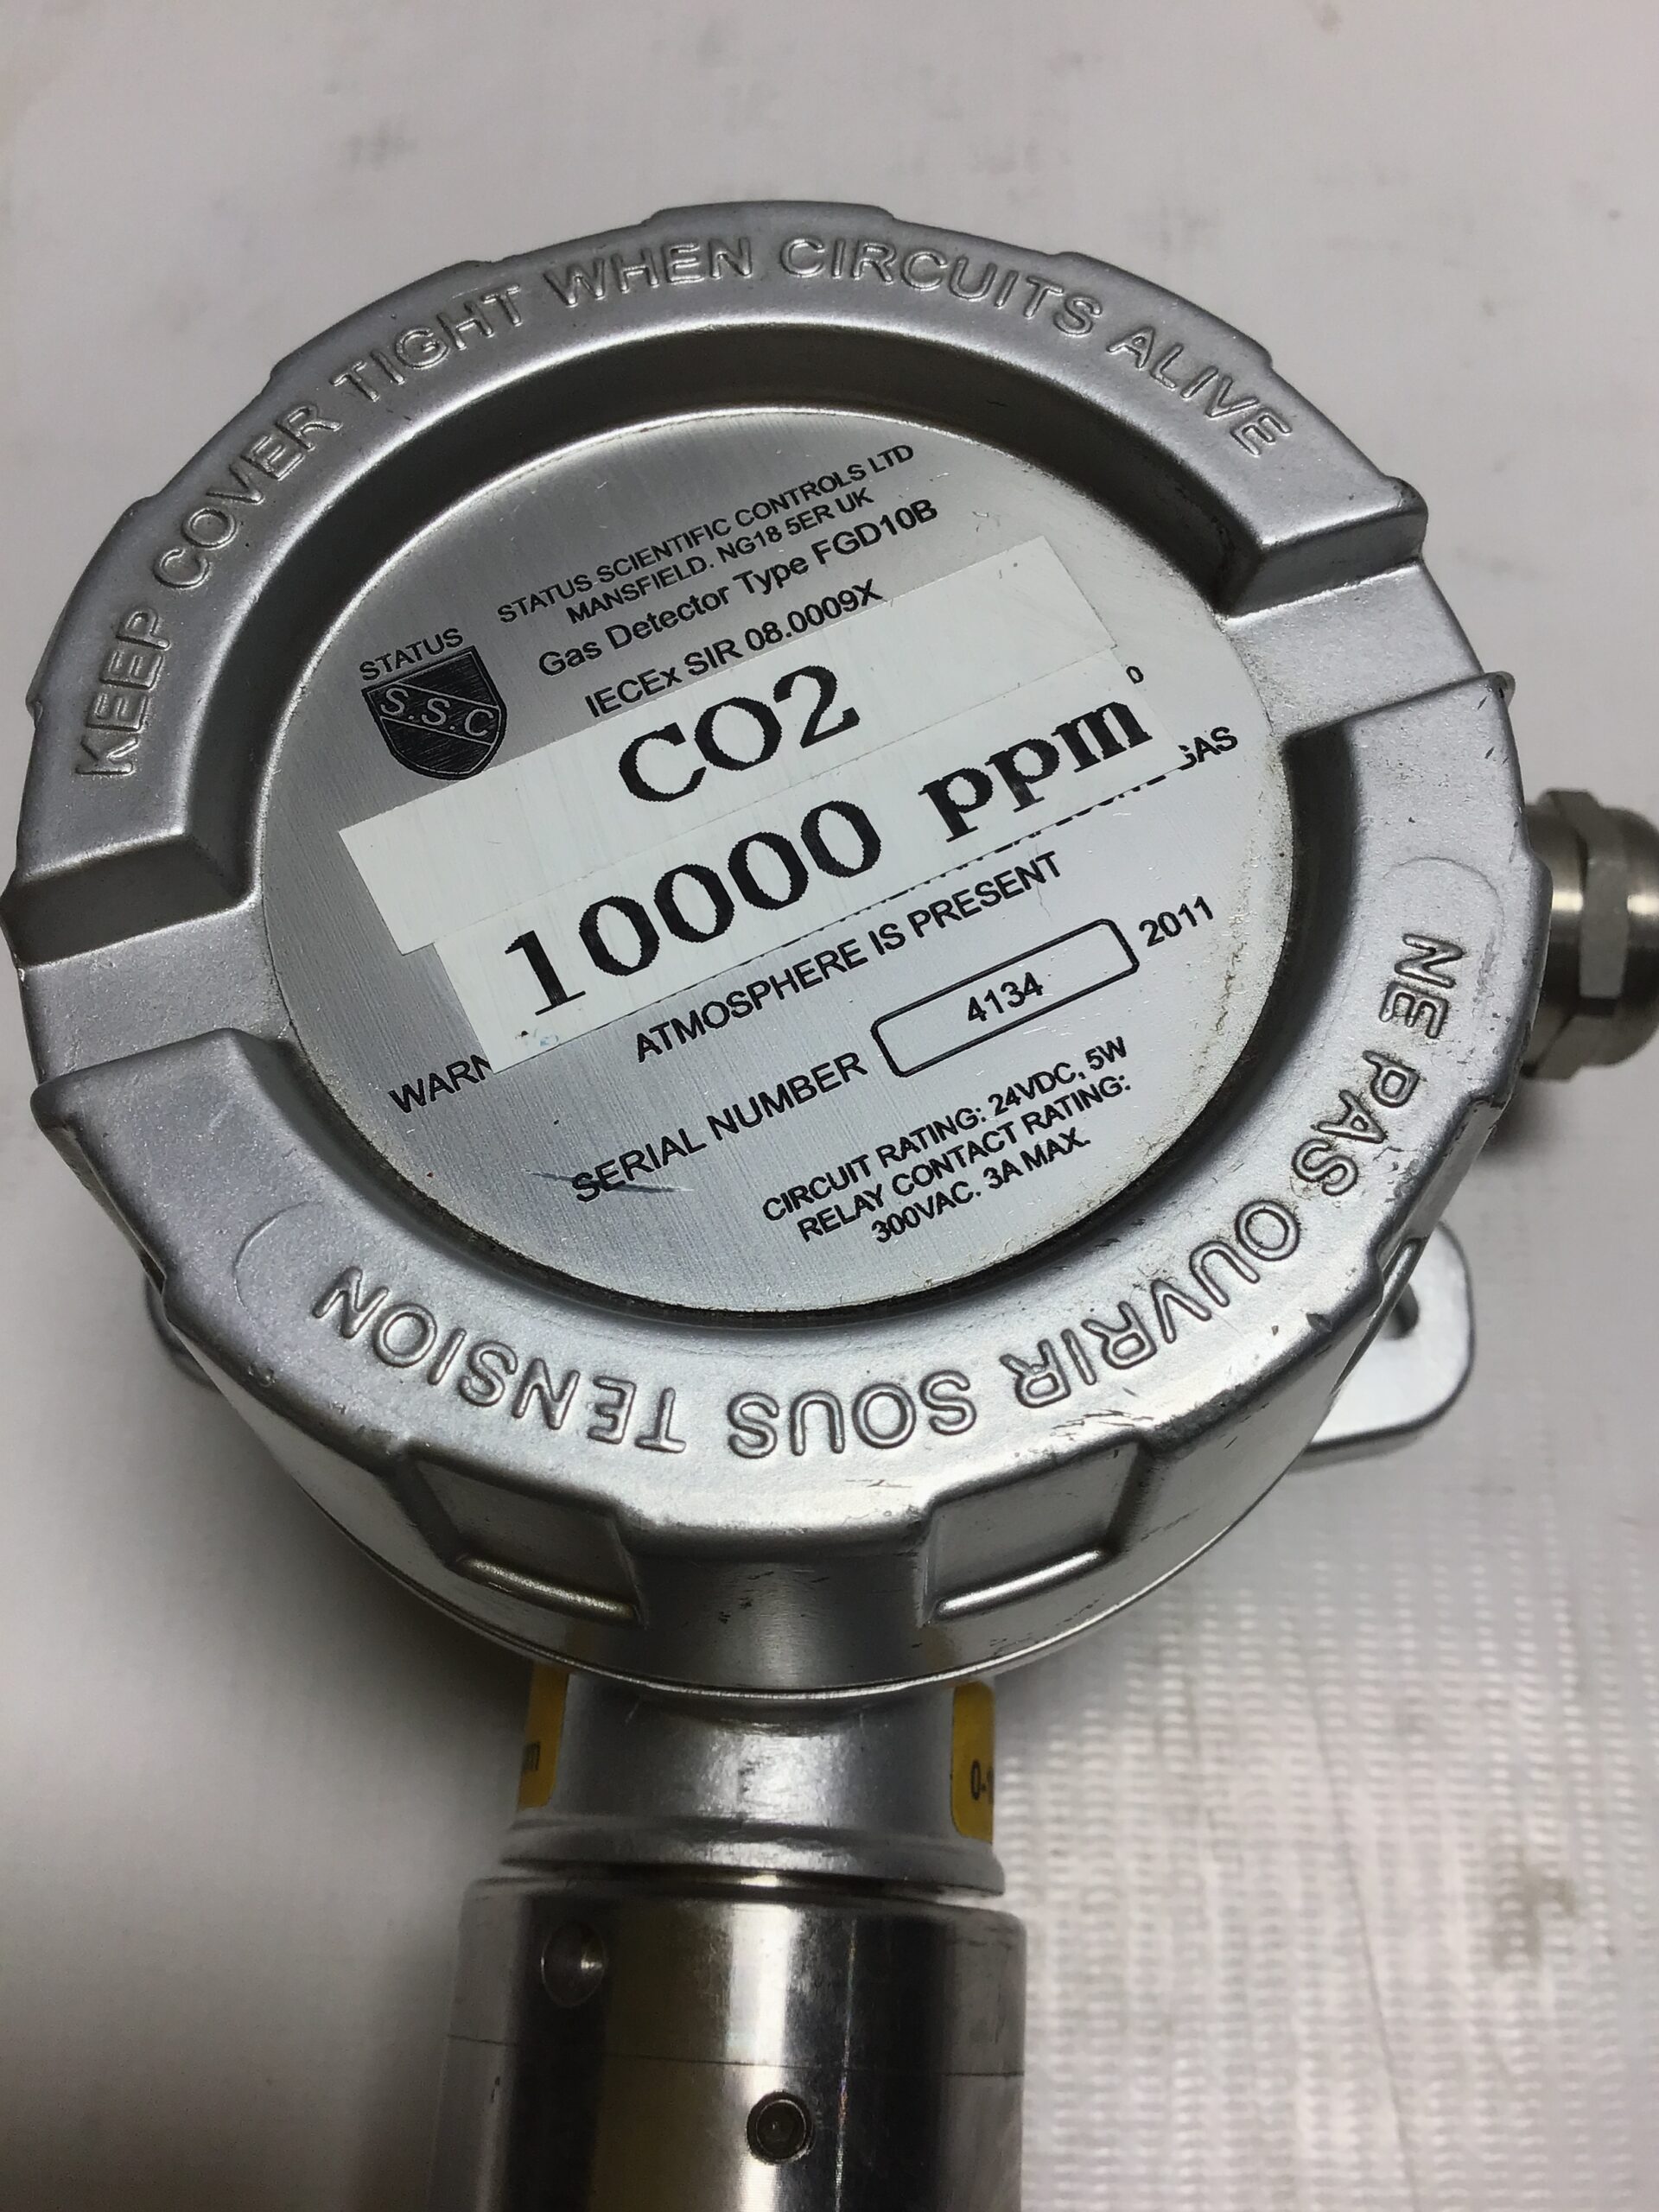 KEEP COVER TIGHT WHEN CIRCUITS ALIVE
STATUS SCIENTIFIC CONTROLS LTD
MANSFIELD. NG18 5ER UK
Gas Detector Type FGD10B
IECEx SIR 08.0009X
STATUS
S.S.C
CO2
10000 ppm
GAS
ATMOSPHERE IS PRESENT
SERIAL NUMBER 4134 2011
CIRCUIT RATING: 24VDC, 5W
RELAY CONTACT RATING:
300VAC. 3A MAX.
NE PAS OUVRIR SOUS TENSION